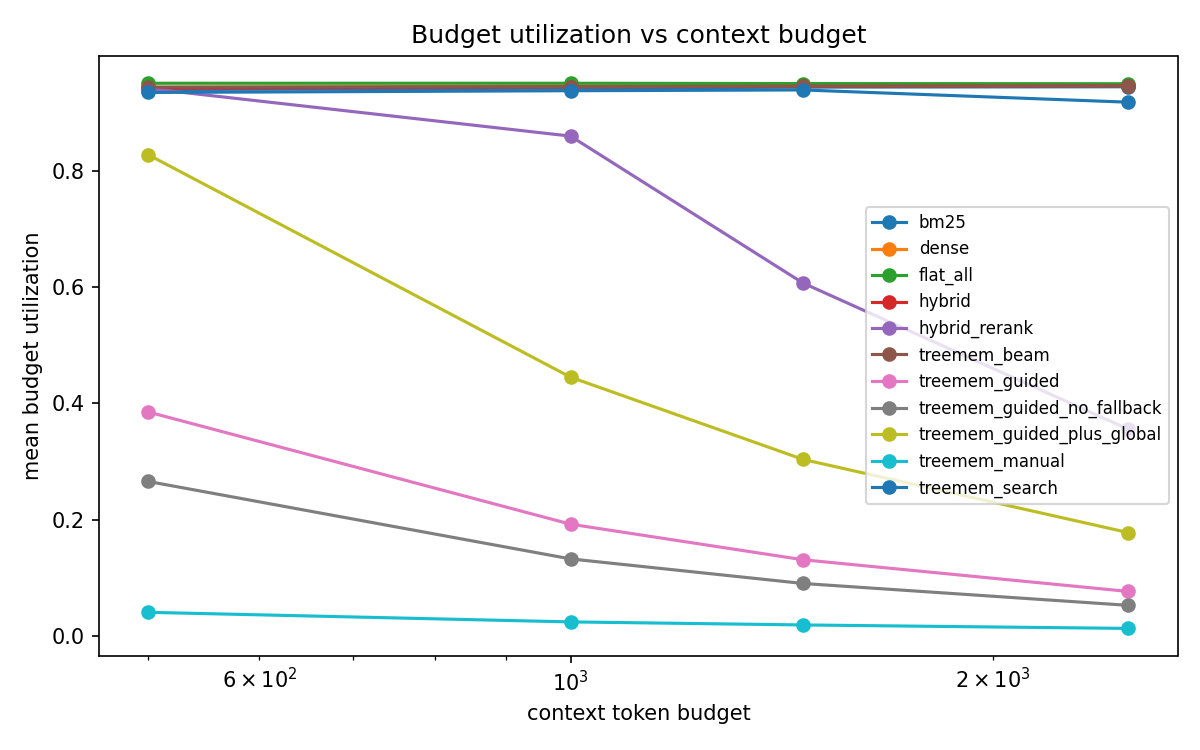 Budget utilization vs context budget
mean budget utilization
0.8
0.6
0.4
0.2
0.0
bm25
dense
flat_all
hybrid
hybrid_rerank
treemem_beam
treemem_guided
treemem_guided_no_fallback
treemem_guided_plus_global
treemem_manual
treemem_search
6 × 10²
10³
2 × 10³
context token budget